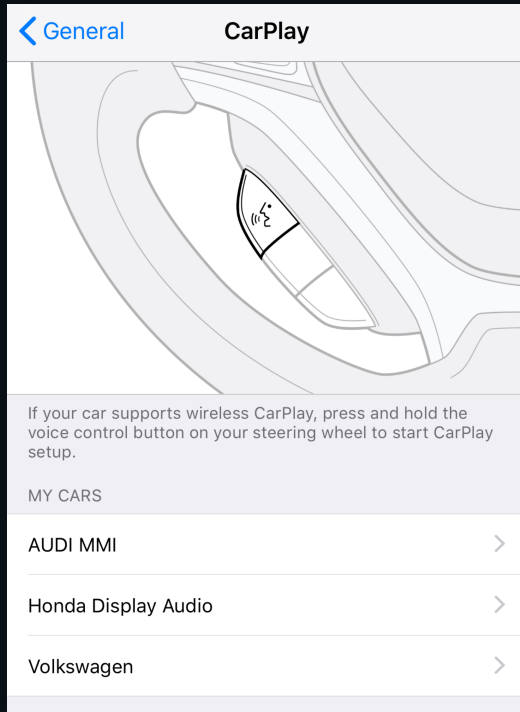 General
CarPlay
If your car supports wireless CarPlay, press and hold the
voice control button on your steering wheel to start CarPlay
setup.
MY CARS
AUDI MMI
Honda Display Audio
Volkswagen